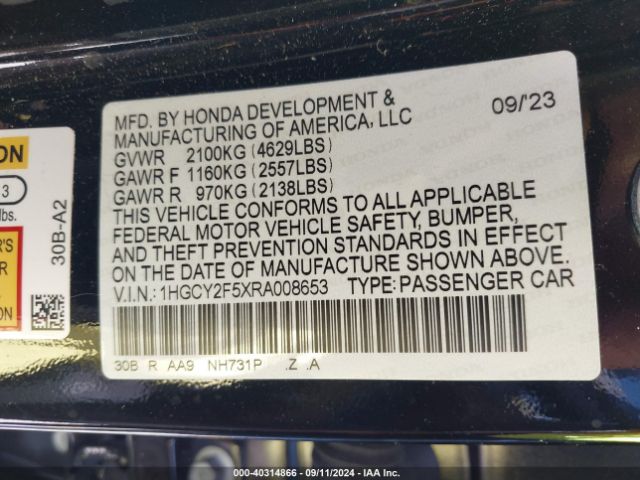 MFD. BY HONDA DEVELOPMENT & 09/'23
MANUFACTURING OF AMERICA, LLC
GVWR 2100KG (4629LBS)
GAWR F 1160KG (2557LBS)
GAWR R 970KG (2138LBS)
THIS VEHICLE CONFORMS TO ALL APPLICABLE
FEDERAL MOTOR VEHICLE SAFETY, BUMPER,
AND THEFT PREVENTION STANDARDS IN EFFECT
ON THE DATE OF MANUFACTURE SHOWN ABOVE.
V.I.N.: 1HGCY2F5XRA008653 TYPE: PASSENGER CAR
30B R AA9 NH731P .Z .A
ON
3
lbs.
'S
R
30B-A2
000-40314866 - 09/11/2024 - IAA Inc.